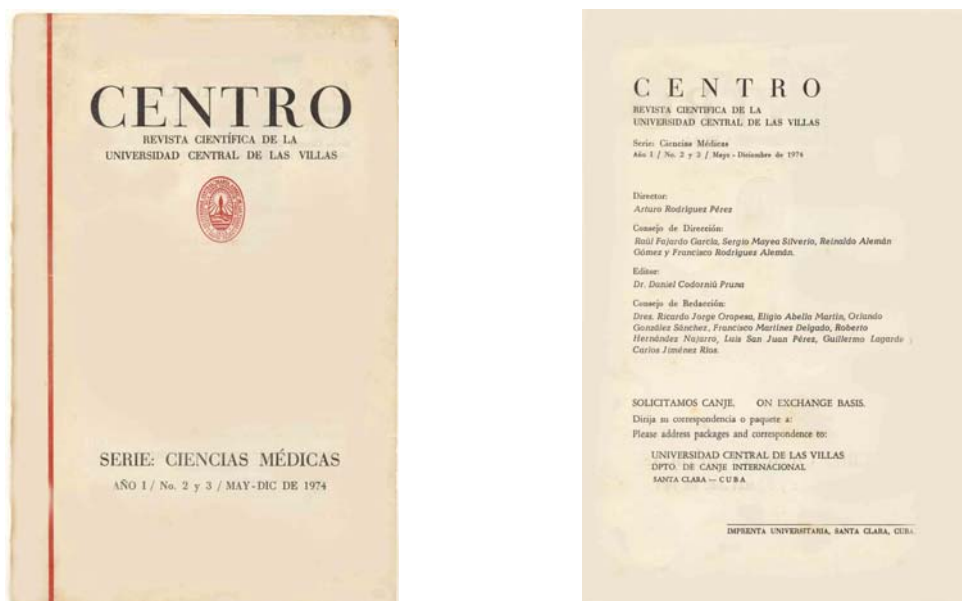 CENTRO
REVISTA CIENTÍFICA DE LA
UNIVERSIDAD CENTRAL DE LAS VILLAS
SERIE: CIENCIAS MÉDICAS
AÑO 1 / No. 2 y 3 / MAY-DIC DE 1974
CENTRO
REVISTA CIENTIFICA DE LA
UNIVERSIDAD CENTRAL DE LAS VILLAS
Serie: Ciencias Médicas
Año 1 / No. 2 y 3 / Mayo - Diciembre de 1974
Director:
Arturo Rodríguez Pérez
Consejo de Dirección:
Raúl Fajardo García, Sergio Mayea Silverio, Reinaldo Alemán
Gómez y Francisco Rodríguez Alemán.
Editor:
Dr. Daniel Codorniú Pruna
Consejo de Redacción:
Dres. Ricardo Jorge Oropesa, Eligio Abella Martín, Orlando
González Sánchez, Francisco Martínez Delgado, Roberto
Hernández Najarro, Luis San Juan Pérez, Guillermo Lagarde y
Carlos Jiménez Ríos.
SOLICITAMOS CANJE. ON EXCHANGE BASIS.
Dirija su correspondencia o paquete a:
Please address packages and correspondence to:
UNIVERSIDAD CENTRAL DE LAS VILLAS
DPTO. DE CANJE INTERNACIONAL
SANTA CLARA — CUBA
IMPRENTA UNIVERSITARIA, SANTA CLARA, CUBA.